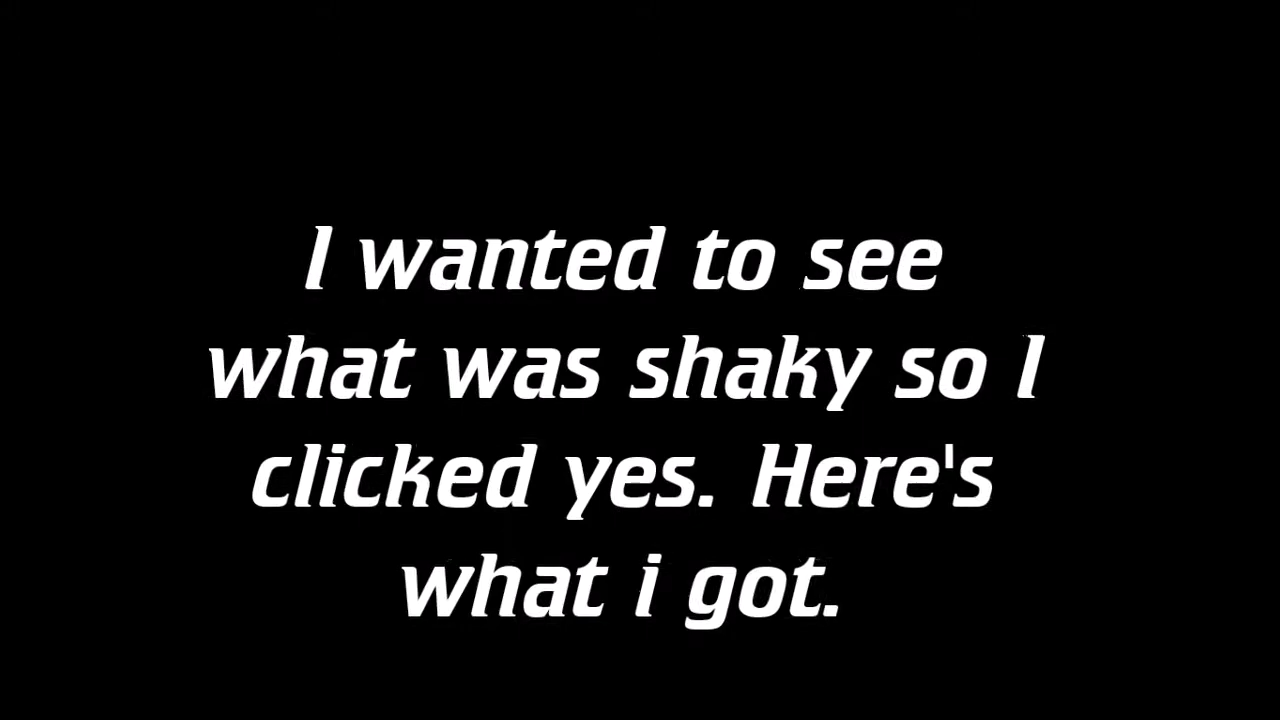 I wanted to see
what was shaky so I
clicked yes. Here's
what i got.